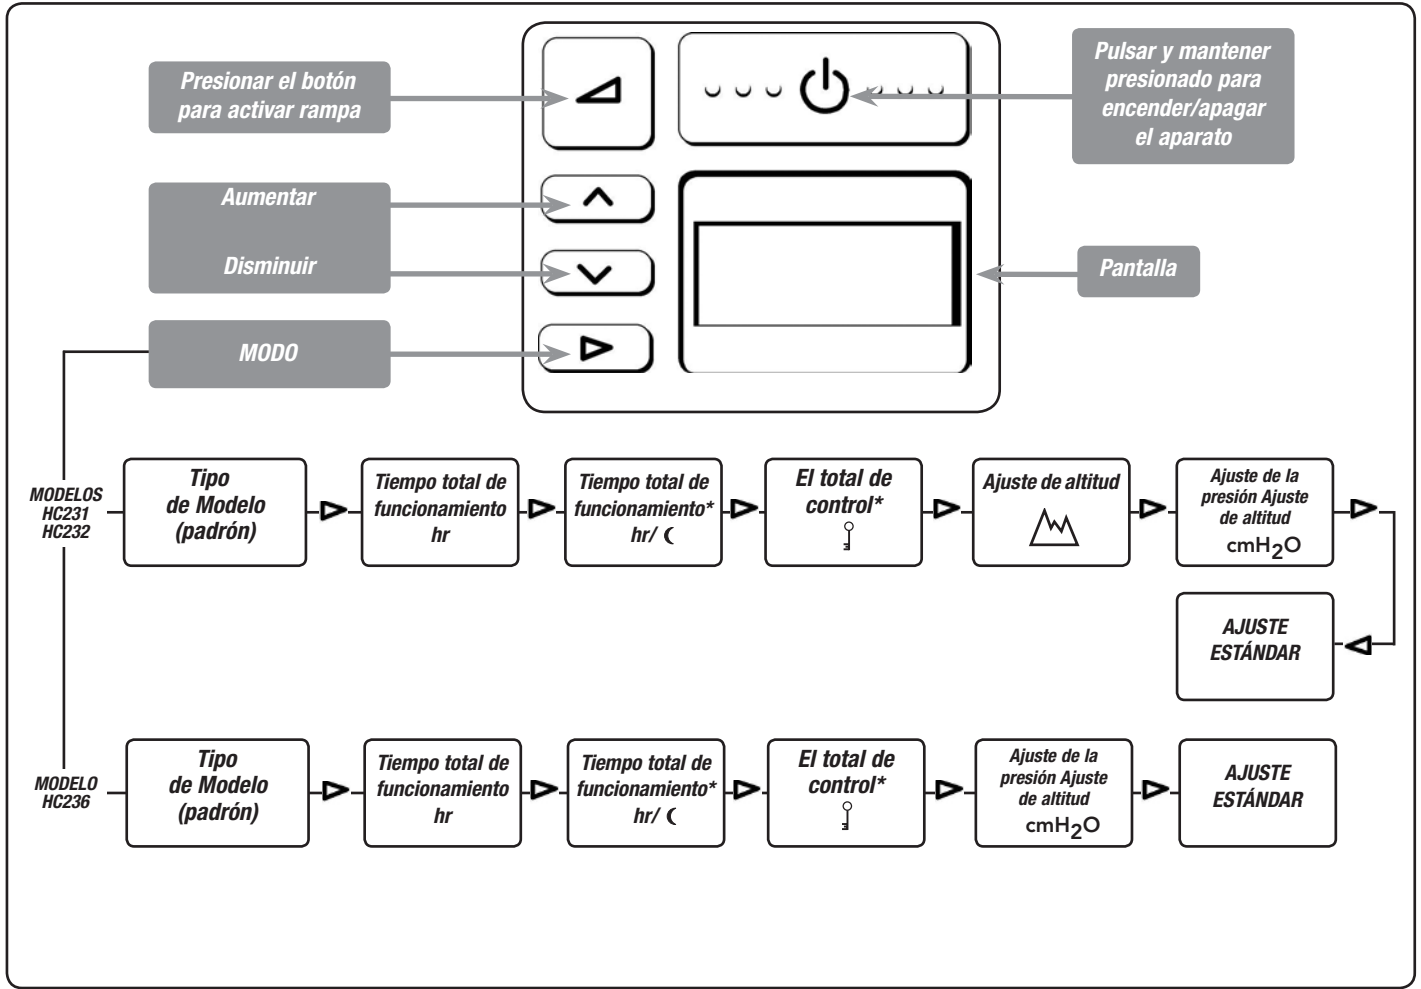 Presionar el botón
para activar rampa
Pulsar y mantener
presionado para
encender/apagar
el aparato
Aumentar
Disminuir
Pantalla
MODO
MODELOS
HC231
HC232
Tipo
de Modelo
(padrón)
Tiempo total de
funcionamiento
hr
Tiempo total de
funcionamiento*
hr/
El total de
control*
Ajuste de altitud
Ajuste de la
presión Ajuste
de altitud
cmH2O
AJUSTE
ESTÁNDAR
MODELO
HC236
Tipo
de Modelo
(padrón)
Tiempo total de
funcionamiento
hr
Tiempo total de
funcionamiento*
hr/
El total de
control*
Ajuste de la
presión Ajuste
de altitud
cmH2O
AJUSTE
ESTÁNDAR